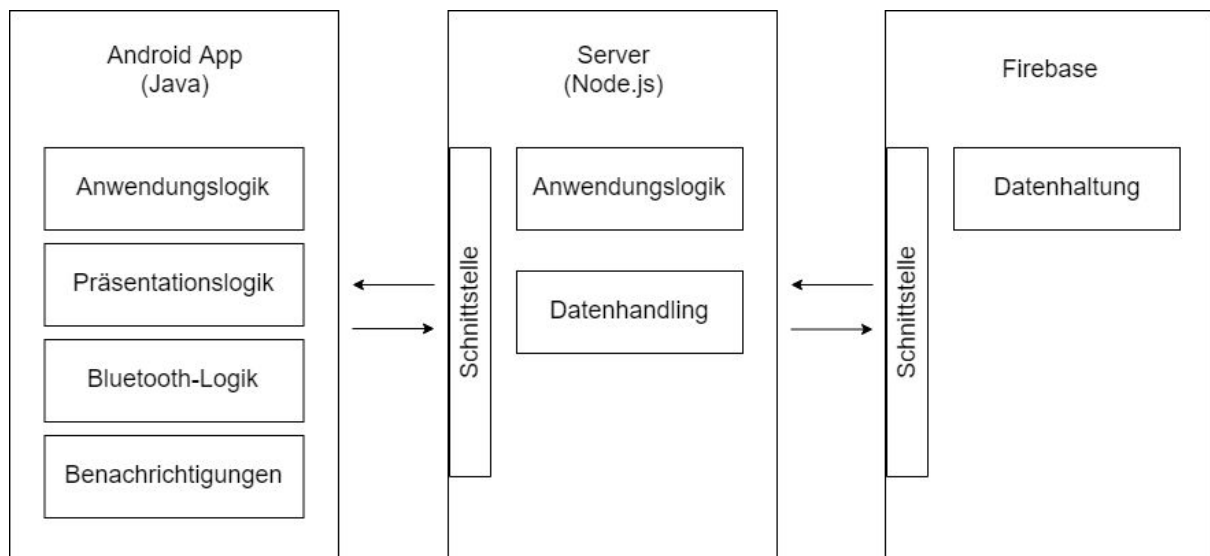 Android App
(Java)
Anwendungslogik
Präsentationslogik
Bluetooth-Logik
Benachrichtigungen
Server
(Node.js)
Schnittstelle
Anwendungslogik
Datenhandling
Firebase
Schnittstelle
Datenhaltung